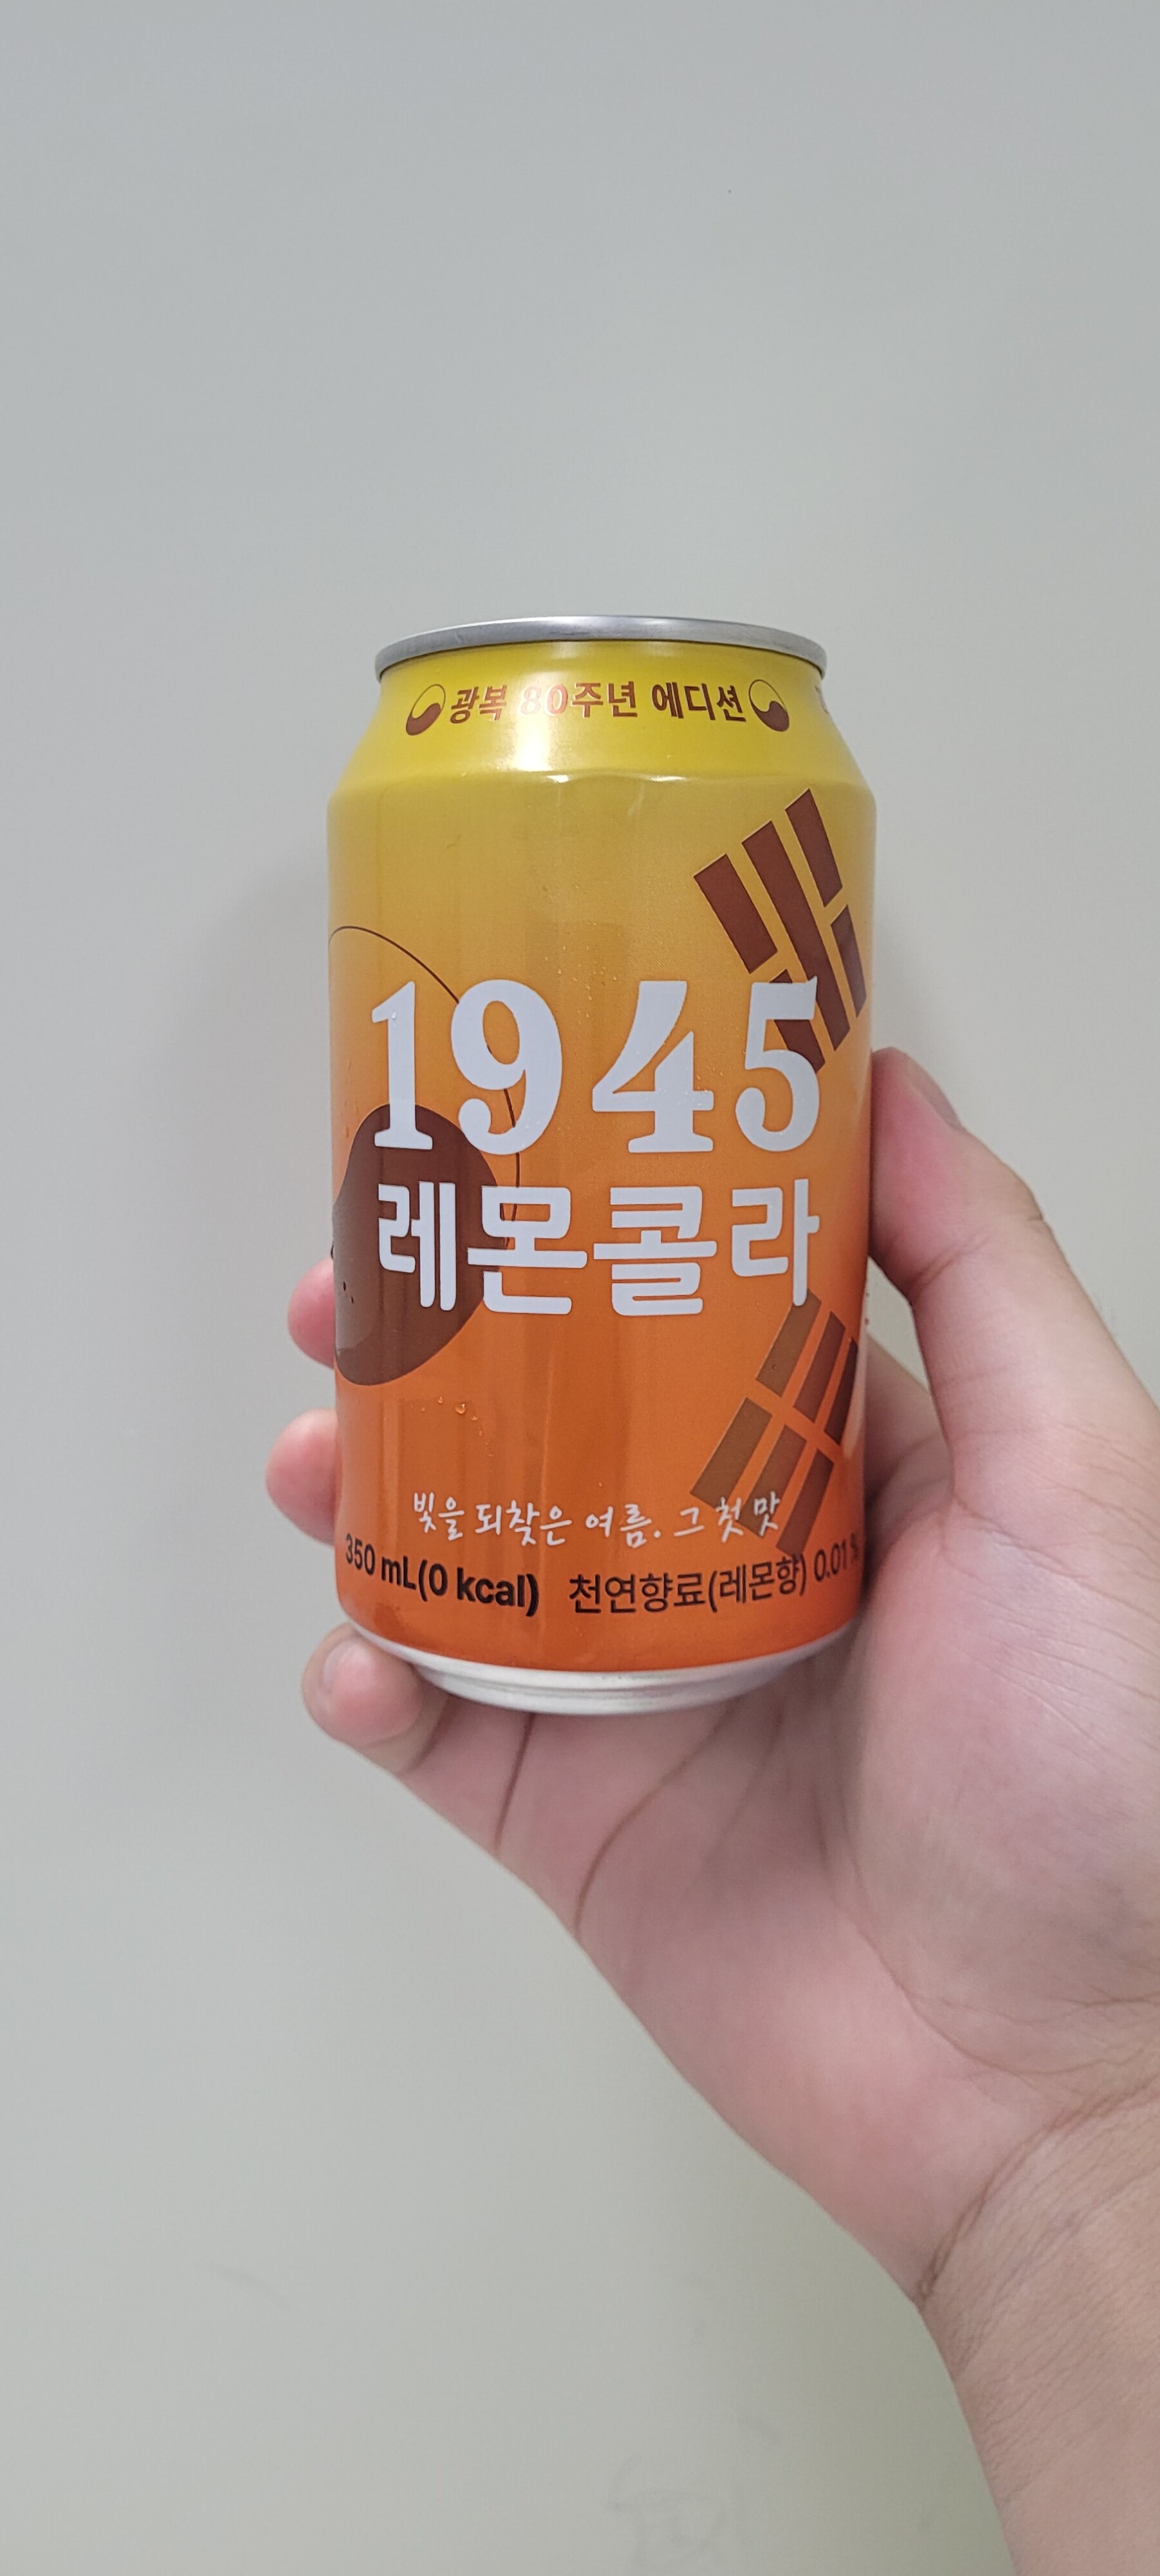 광복 80주년 에디션
1945
레몬콜라
빛을 되찾은 여름. 그 첫 맛
350 mL(0 kcal) 천연향료(레몬향) 0.01 %